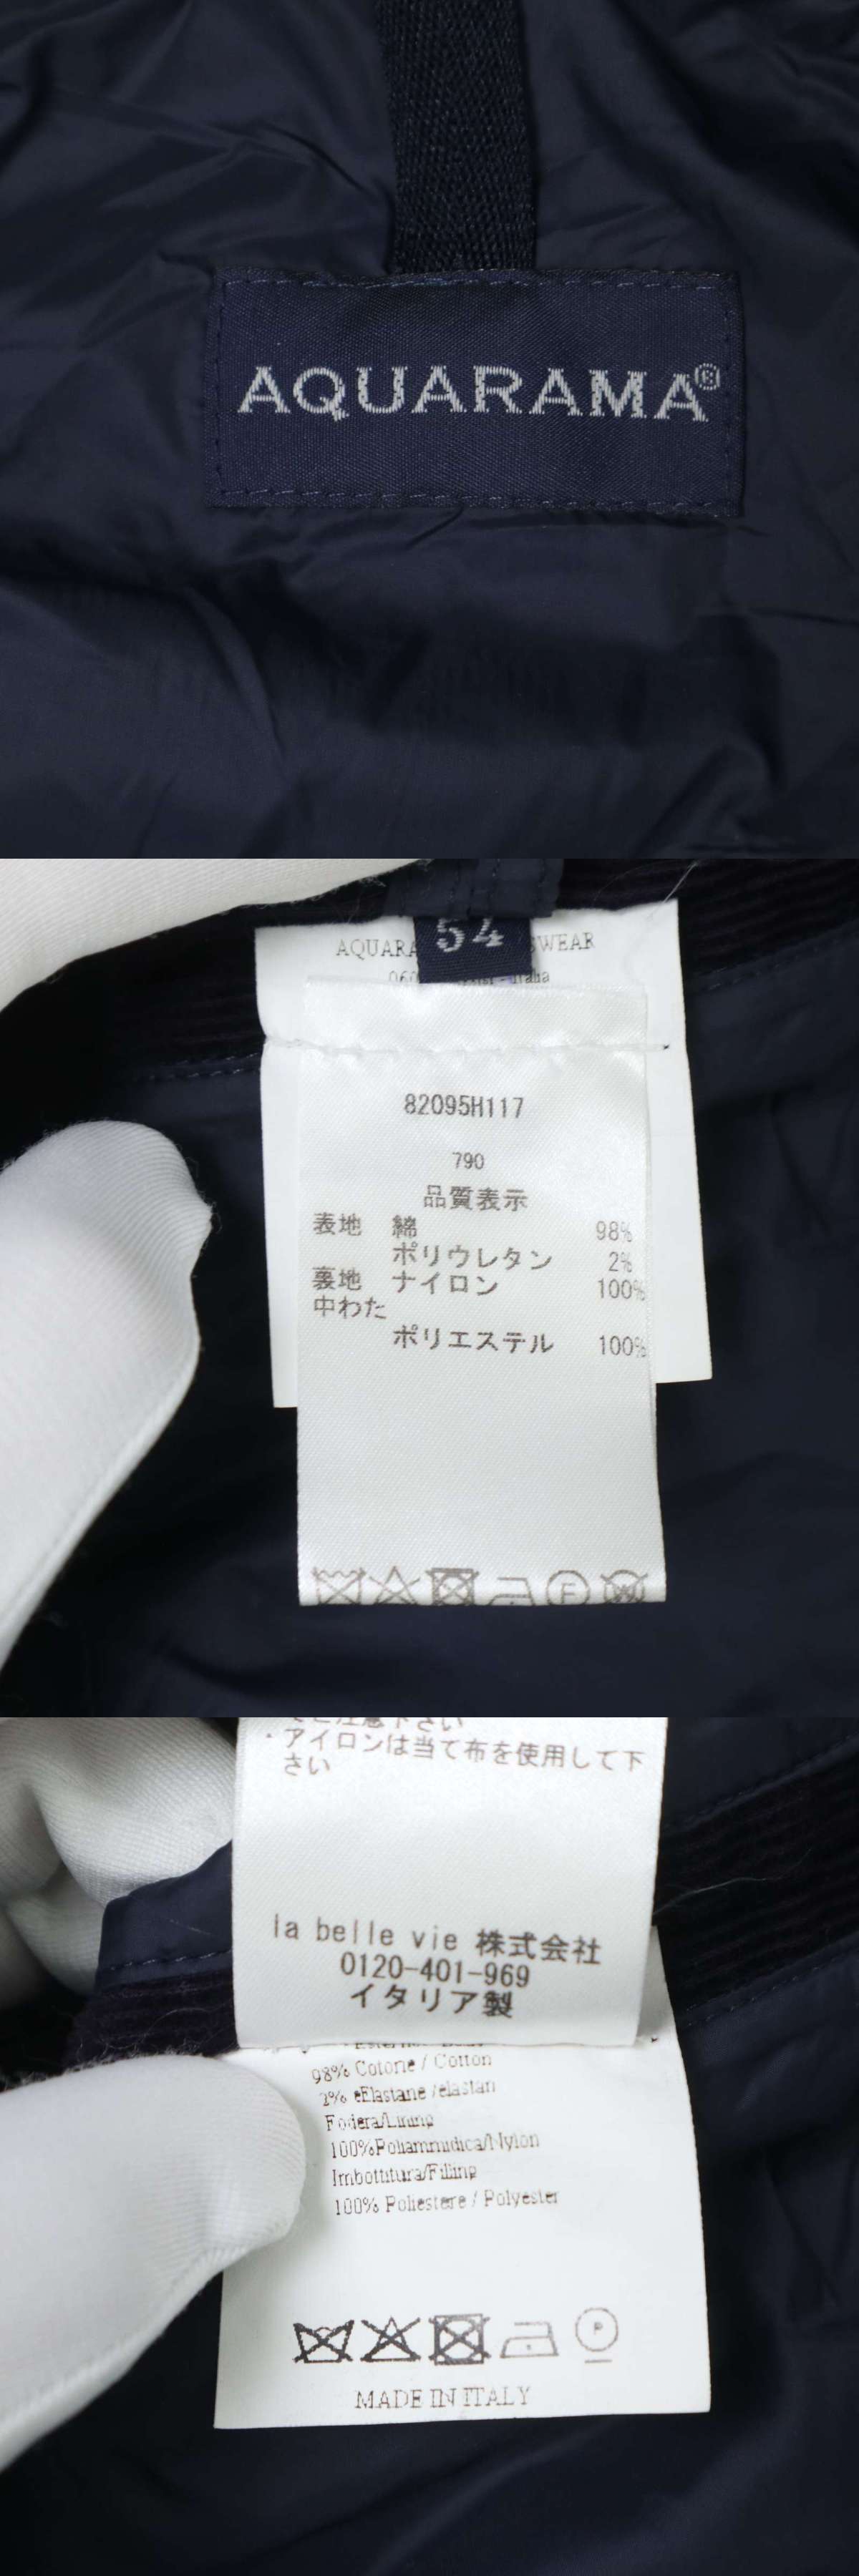 AQUARAMA®
54
AQUARA WEAR
82095H117
790
品質表示
表地 綿 98%
ポリウレタン 2%
裏地 ナイロン 100%
中わた
ポリエステル 100%
F
W
・アイロンは当て布を使用して下
さい
la belle vie 株式会社
0120-401-969
イタリア製
98% Cotone / Cotton
2% eElastane /elastan
Fodera/Lining
100%Poliammidica/Nylon
Imbottitura/Filling
100% Poliestere / Polyester
P
MADE IN ITALY